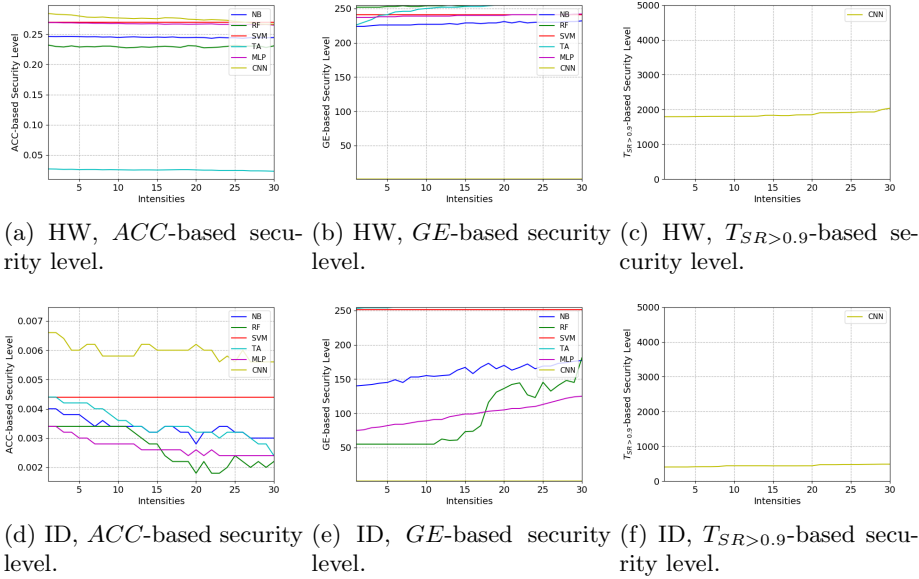 ACC-based Security Level
0.25
0.20
0.15
0.10
0.05
5
10
15
20
25
30
Intensities
NB
RF
SVM
TA
MLP
CNN
GE-based Security Level
250
200
150
100
50
5
10
15
20
25
30
Intensities
NB
RF
SVM
TA
MLP
CNN
T_{SR>0.9}-based Security Level
5000
4000
3000
2000
1000
0
5
10
15
20
25
30
Intensities
CNN
(a) HW, ACC-based secu-
rity level.
(b) HW, GE-based security
level.
(c) HW, T_{SR>0.9}-based se-
curity level.
ACC-based Security Level
0.007
0.006
0.005
0.004
0.003
0.002
5
10
15
20
25
30
Intensities
NB
RF
SVM
TA
MLP
CNN
GE-based Security Level
250
200
150
100
50
5
10
15
20
25
30
Intensities
NB
RF
SVM
TA
MLP
CNN
T_{SR>0.9}-based Security Level
5000
4000
3000
2000
1000
0
5
10
15
20
25
30
Intensities
CNN
(d) ID, ACC-based security
level.
(e) ID, GE-based security
level.
(f) ID, T_{SR>0.9}-based secu-
rity level.